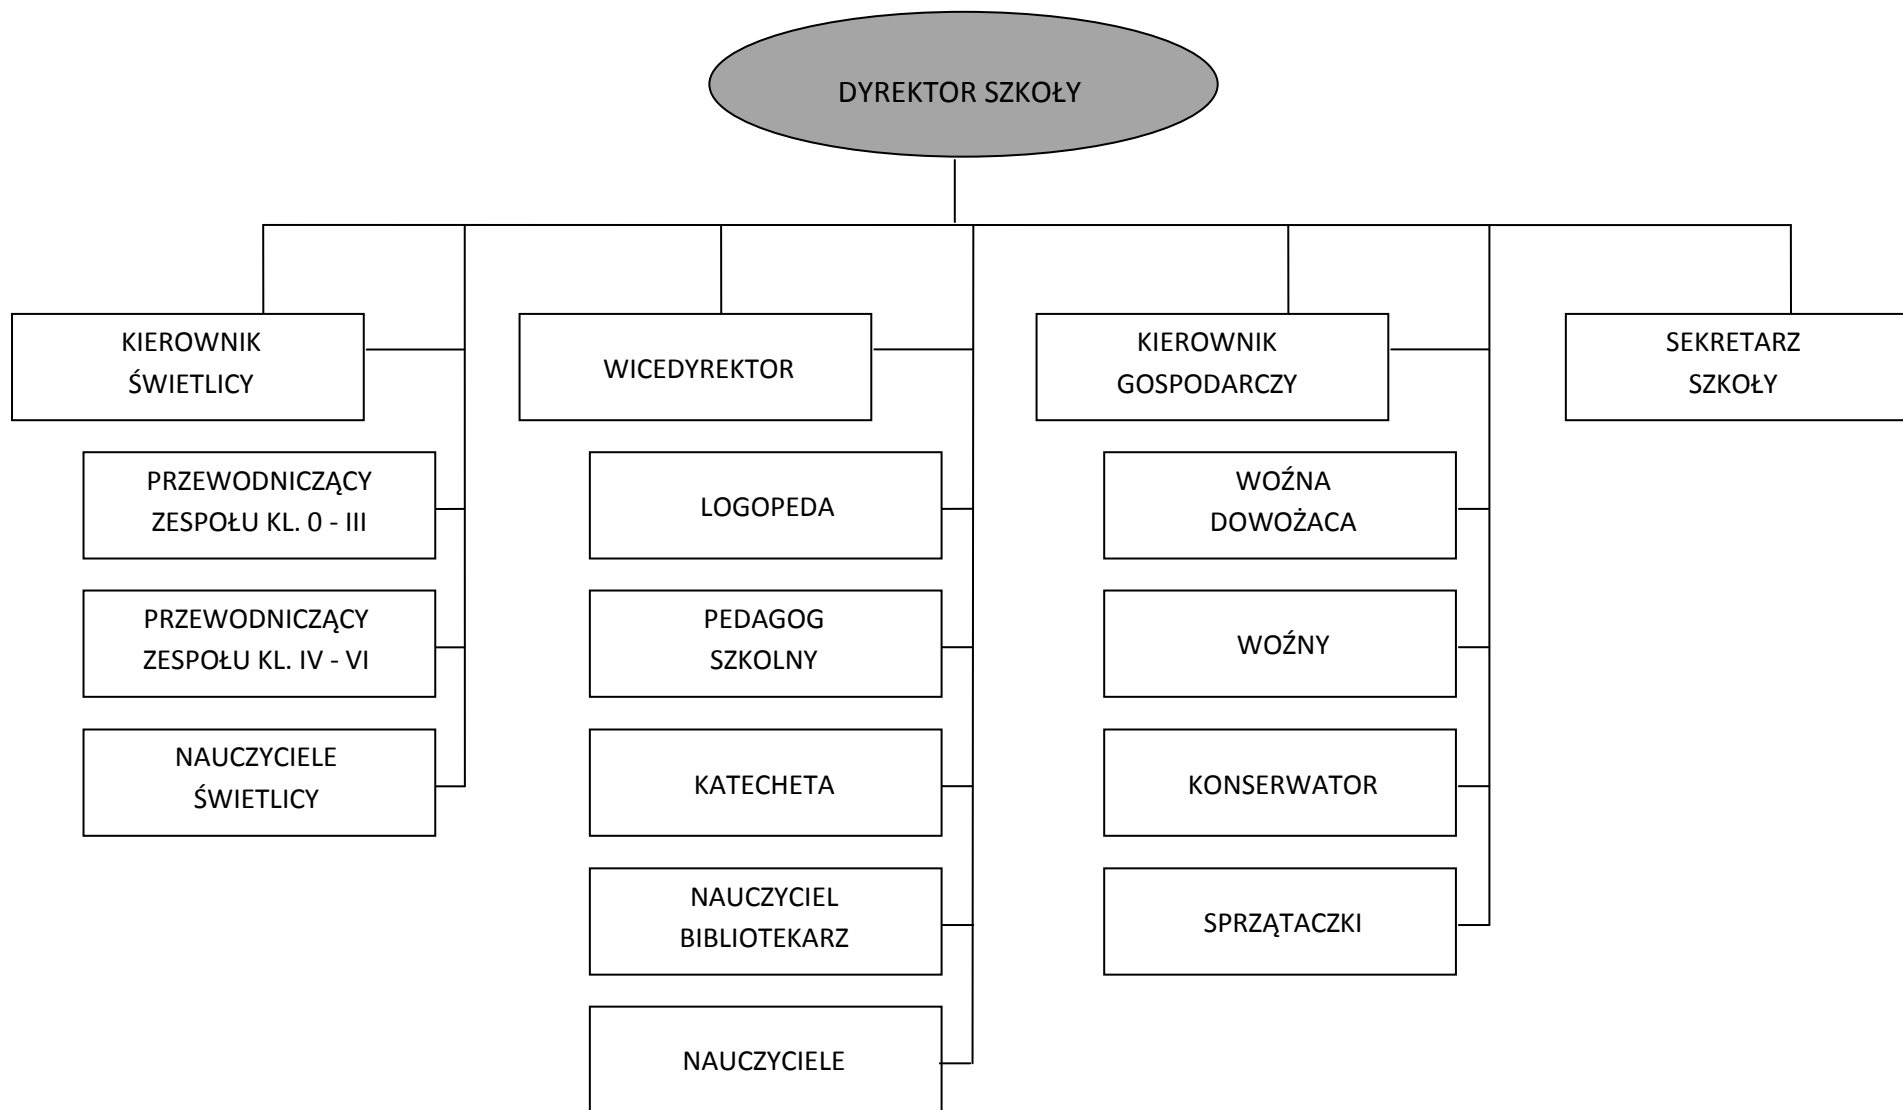 DYREKTOR SZKOŁY
KIEROWNIK
ŚWIETLICY
WICEDYREKTOR
KIEROWNIK
GOSPODARCZY
SEKRETARZ
SZKOŁY
PRZEWODNICZĄCY
ZESPOŁU KL. 0 - III
LOGOPEDA
WOŹNA
DOWOŻACA
PRZEWODNICZĄCY
ZESPOŁU KL. IV - VI
PEDAGOG
SZKOLNY
WOŹNY
NAUCZYCIELE
ŚWIETLICY
KATECHETA
KONSERWATOR
NAUCZYCIEL
BIBLIOTEKARZ
SPRZĄTACZKI
NAUCZYCIELE